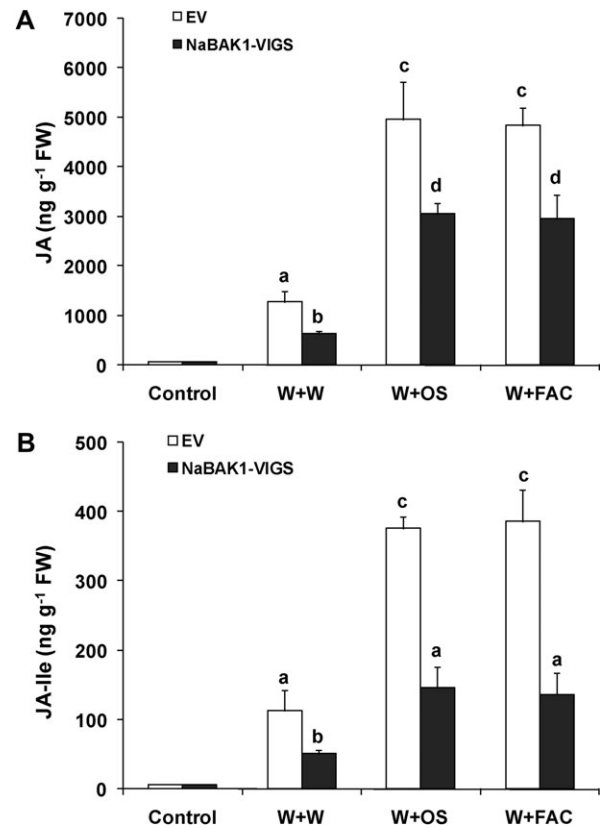 A
EV
NaBAK1-VIGS
JA (ng g⁻¹ FW)
7000
6000
5000
4000
3000
2000
1000
0
a
b
c
d
c
d
Control W+W W+OS W+FAC
B
EV
NaBAK1-VIGS
JA-Ile (ng g⁻¹ FW)
500
400
300
200
100
0
a
b
c
a
c
a
Control W+W W+OS W+FAC